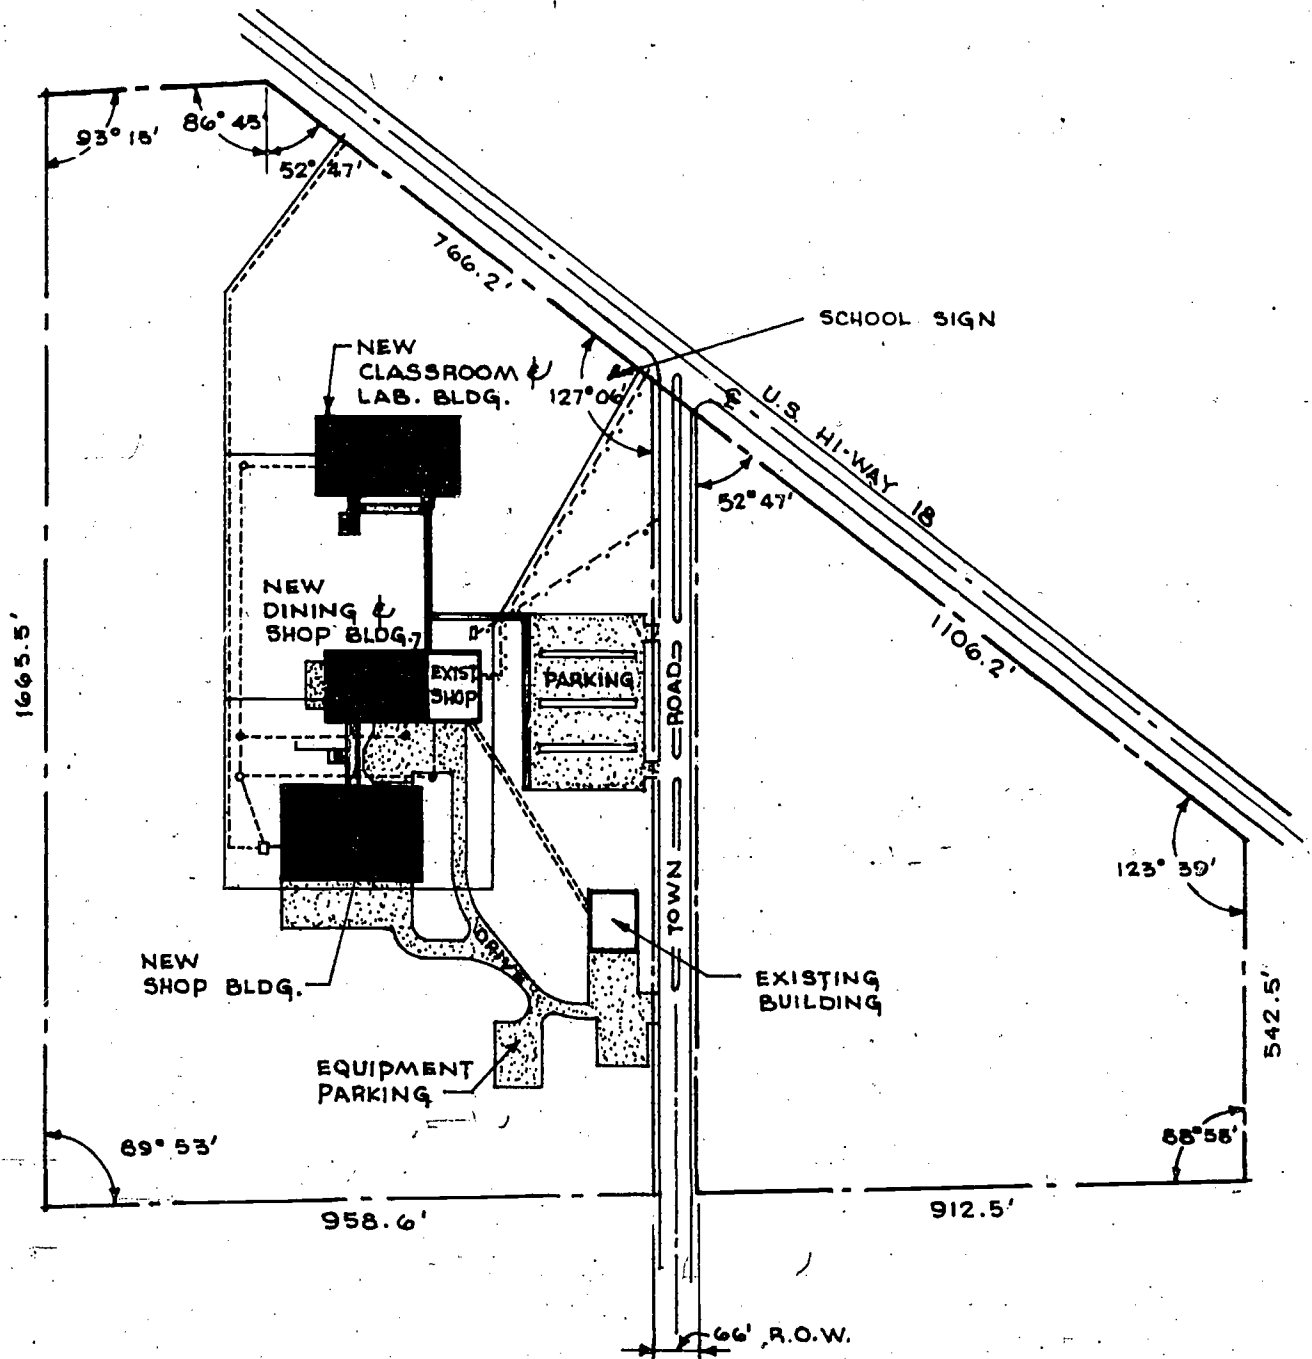 93° 15'
86° 45'
52° 47'
766.2'
SCHOOL SIGN
NEW
CLASSROOM &
LAB. BLDG.
127° 06'
℄ U.S. HI-WAY 18
52° 47'
NEW
DINING &
SHOP BLDG.
EXIST.
SHOP
PARKING
TOWN ROAD
1106.2'
1665.5'
123° 39'
DRIVE
NEW
SHOP BLDG.
EXISTING
BUILDING
EQUIPMENT
PARKING
542.5'
89° 53'
88° 58'
958.6'
912.5'
66' R.O.W.